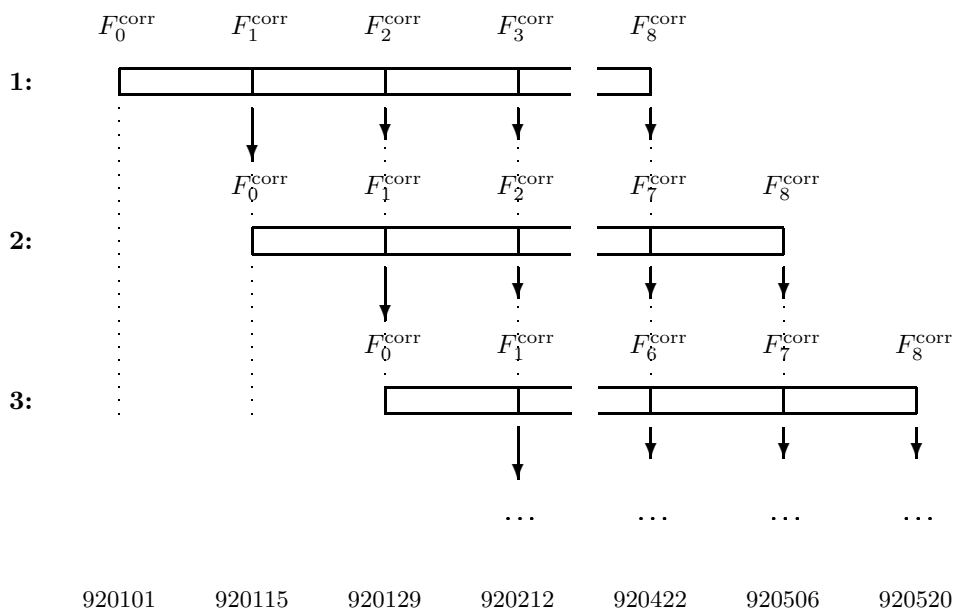 F_0^corr F_1^corr F_2^corr F_3^corr F_8^corr
1:
F_0^corr F_1^corr F_2^corr F_7^corr F_8^corr
2:
F_0^corr F_1^corr F_6^corr F_7^corr F_8^corr
3:
... ... ... ...
920101 920115 920129 920212 920422 920506 920520